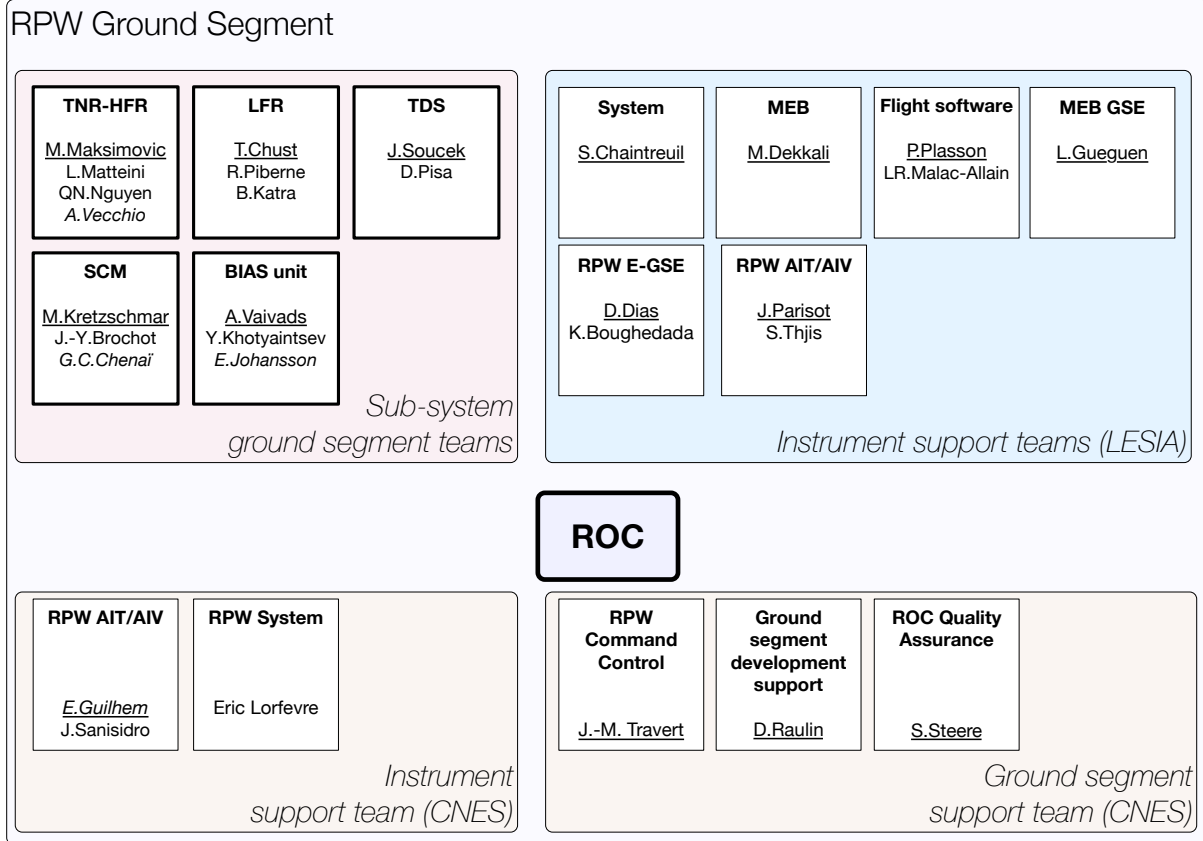 RPW Ground Segment
TNR-HFR
M.Maksimovic
L.Matteini
QN.Nguyen
A.Vecchio
LFR
T.Chust
R.Piberne
B.Katra
TDS
J.Soucek
D.Pisa
SCM
M.Kretzschmar
J.-Y.Brochot
G.C.Chenaï
BIAS unit
A.Vaivads
Y.Khotyaintsev
E.Johansson
Sub-system
ground segment teams
System
S.Chaintreuil
MEB
M.Dekkali
Flight software
P.Plasson
LR.Malac-Allain
MEB GSE
L.Gueguen
RPW E-GSE
D.Dias
K.Boughedada
RPW AIT/AIV
J.Parisot
S.Thjis
Instrument support teams (LESIA)
ROC
RPW AIT/AIV
E.Guilhem
J.Sanisidro
RPW System
Eric Lorfevre
Instrument
support team (CNES)
RPW
Command
Control
J.-M. Travert
Ground
segment
development
support
D.Raulin
ROC Quality
Assurance
S.Steere
Ground segment
support team (CNES)